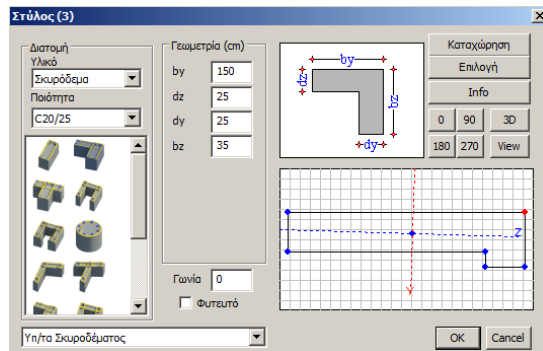 Στύλος (3)
Διατομή
Υλικό
Σκυρόδεμα
Ποιότητα
C20/25
Γεωμετρία (cm)
by 150
dz 25
dy 25
bz 35
Γωνία 0
Φυτευτό
by
dz
bz
dy
Καταχώρηση
Επιλογή
Info
0 90 3D
180 270 View
Z
Y
Υπ/τα Σκυροδέματος
OK Cancel